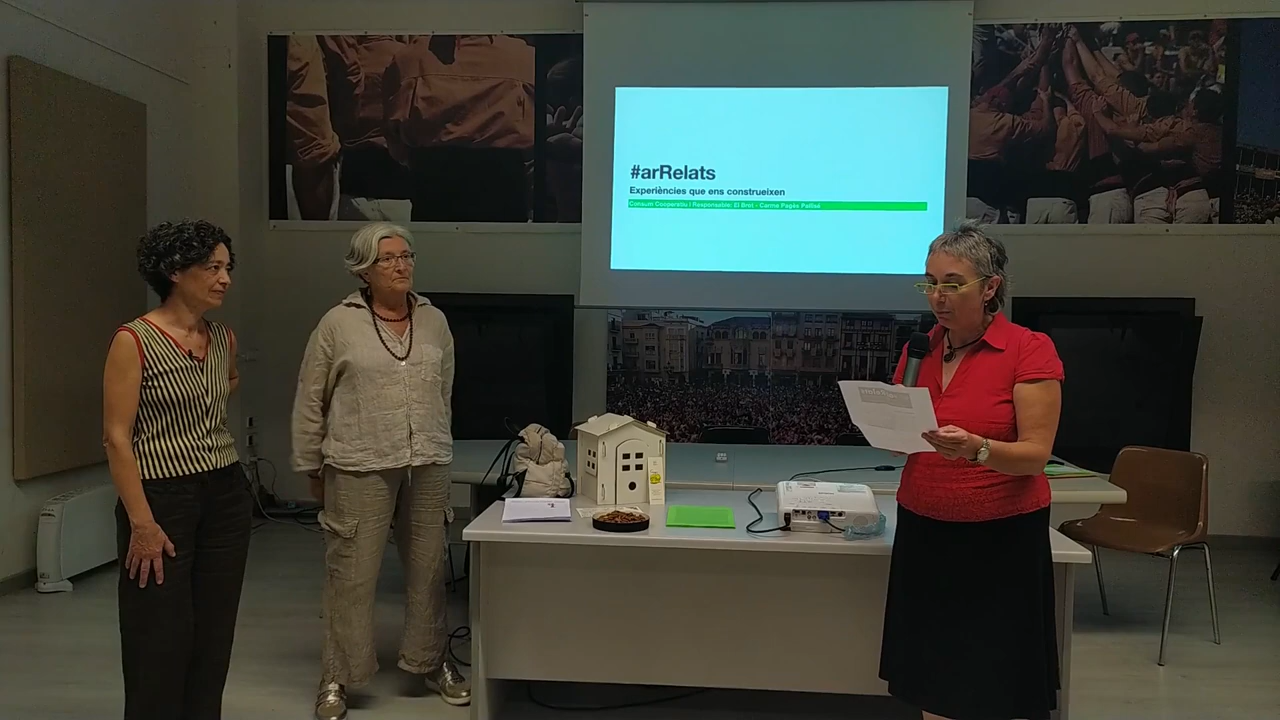 #arRelats
Experiències que ens construeixen
Consum Cooperatiu i Responsable: El Brot - Carme Pagès Pallisé